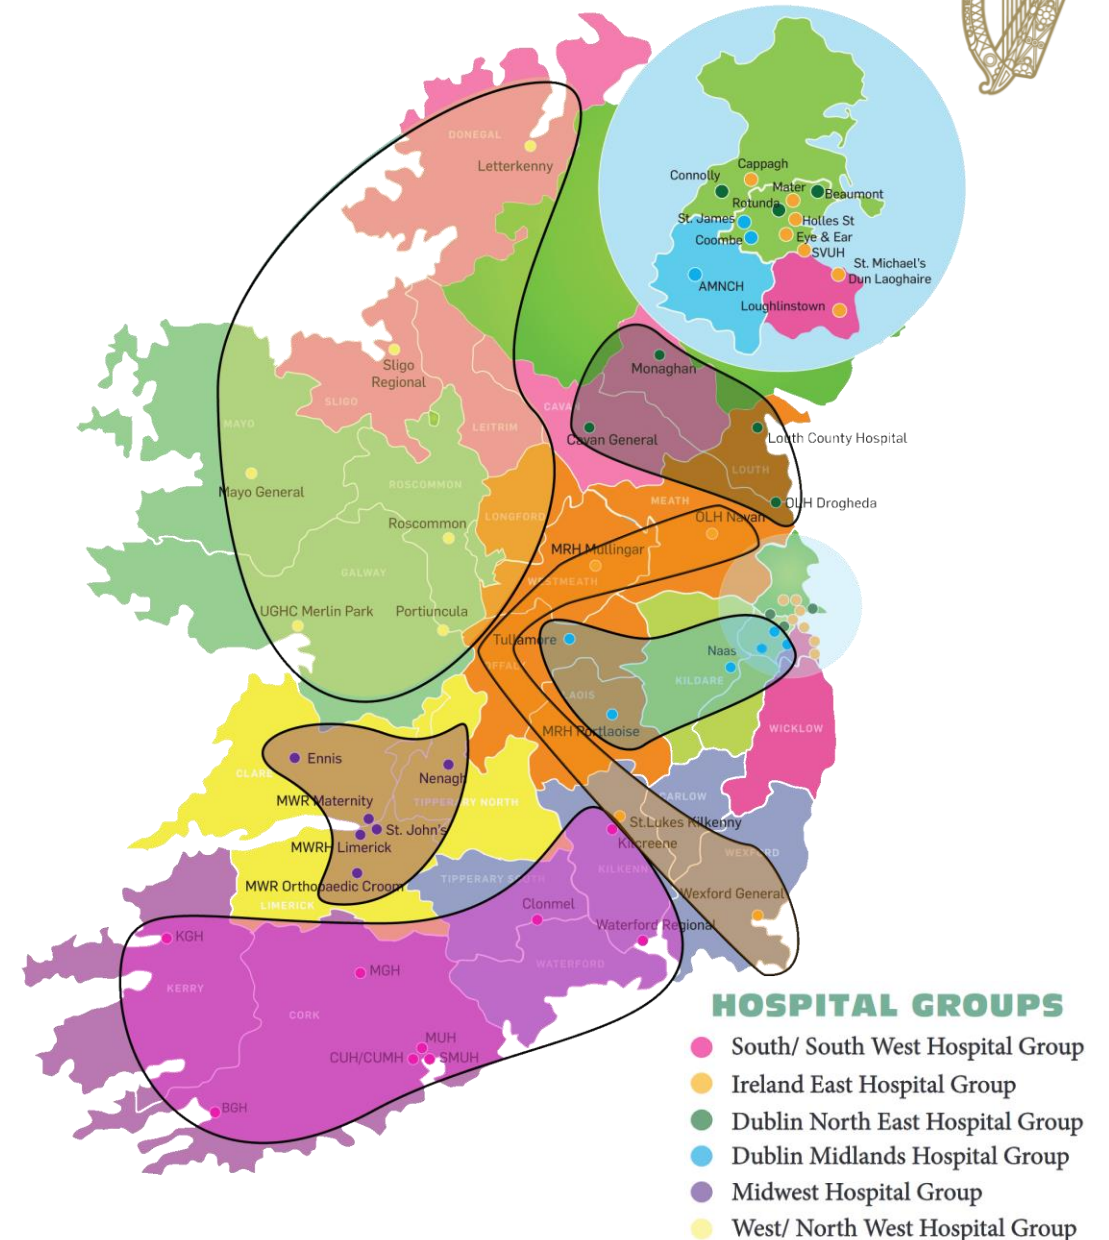 DONEGAL
Letterkenny
Cappagh
Connolly
Mater
Beaumont
Rotunda
St. James
Holles St
Coombe
Eye & Ear
SVUH
St. Michael's
Dun Laoghaire
AMNCH
Loughlinstown
Sligo
Regional
Monaghan
SLIGO
CAVAN
MAYO
LEITRIM
Cavan General
Louth County Hospital
LOUTH
ROSCOMMON
Mayo General
MEATH
OLH Drogheda
Roscommon
LONGFORD
OLH Navan
MRH Mullingar
GALWAY
WESTMEATH
UGHC Merlin Park
Portiuncula
Tullamore
Naas
OFFALY
KILDARE
LAOIS
MRH Portlaoise
WICKLOW
Ennis
CLARE
Nenagh
MWR Maternity
TIPPERARY NORTH
CARLOW
St. John's
St.Lukes Kilkenny
MWRH Limerick
Kilcreene
WEXFORD
KILKENNY
MWR Orthopaedic Croom
TIPPERARY SOUTH
LIMERICK
Clonmel
Wexford General
Waterford Regional
KGH
MGH
WATERFORD
KERRY
CORK
MUH
CUH/CUMH
SMUH
BGH
HOSPITAL GROUPS
South/ South West Hospital Group
Ireland East Hospital Group
Dublin North East Hospital Group
Dublin Midlands Hospital Group
Midwest Hospital Group
West/ North West Hospital Group